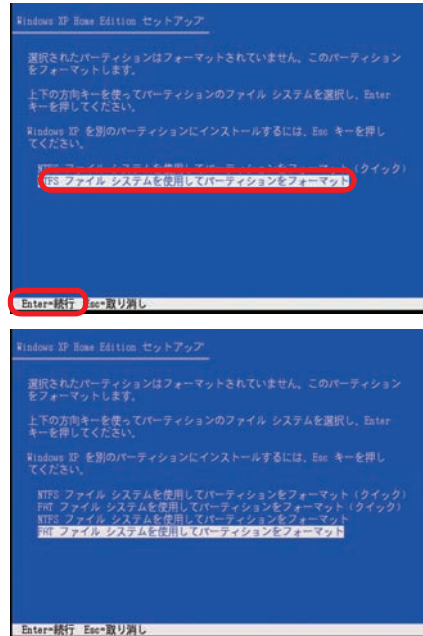 Windows XP Home Edition セットアップ
選択されたパーティションはフォーマットされていません。このパーティション
をフォーマットします。
上下の方向キーを使ってパーティションのファイル システムを選択し、Enter
キーを押してください。
Windows XP を別のパーティションにインストールするには、Esc キーを押し
てください。
NTFS ファイル システムを使用してパーティションをフォーマット (クイック)
NTFS ファイル システムを使用してパーティションをフォーマット
Enter=続行 Esc=取り消し
Windows XP Home Edition セットアップ
選択されたパーティションはフォーマットされていません。このパーティション
をフォーマットします。
上下の方向キーを使ってパーティションのファイル システムを選択し、Enter
キーを押してください。
Windows XP を別のパーティションにインストールするには、Esc キーを押し
てください。
NTFS ファイル システムを使用してパーティションをフォーマット (クイック)
FAT ファイル システムを使用してパーティションをフォーマット (クイック)
NTFS ファイル システムを使用してパーティションをフォーマット
FAT ファイル システムを使用してパーティションをフォーマット
Enter=続行 Esc=取り消し